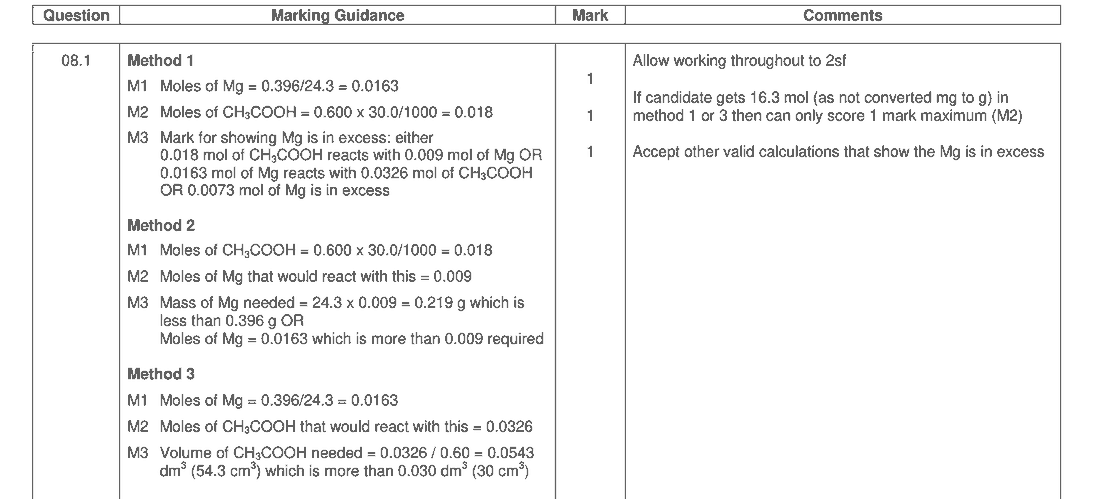 Question Marking Guidance Mark Comments
08.1 Method 1
M1 Moles of Mg = 0.396/24.3 = 0.0163
M2 Moles of CH₃COOH = 0.600 x 30.0/1000 = 0.018
M3 Mark for showing Mg is in excess: either
0.018 mol of CH₃COOH reacts with 0.009 mol of Mg OR
0.0163 mol of Mg reacts with 0.0326 mol of CH₃COOH
OR 0.0073 mol of Mg is in excess
Method 2
M1 Moles of CH₃COOH = 0.600 x 30.0/1000 = 0.018
M2 Moles of Mg that would react with this = 0.009
M3 Mass of Mg needed = 24.3 x 0.009 = 0.219 g which is
less than 0.396 g OR
Moles of Mg = 0.0163 which is more than 0.009 required
Method 3
M1 Moles of Mg = 0.396/24.3 = 0.0163
M2 Moles of CH₃COOH that would react with this = 0.0326
M3 Volume of CH₃COOH needed = 0.0326 / 0.60 = 0.0543
dm³ (54.3 cm³) which is more than 0.030 dm³ (30 cm³)
1
1
1
Allow working throughout to 2sf
If candidate gets 16.3 mol (as not converted mg to g) in
method 1 or 3 then can only score 1 mark maximum (M2)
Accept other valid calculations that show the Mg is in excess